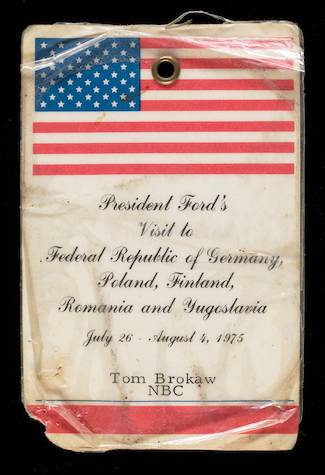 President Ford's
Visit to
Federal Republic of Germany,
Poland, Finland,
Romania and Yugoslavia
July 26 - August 4, 1975
Tom Brokaw
NBC